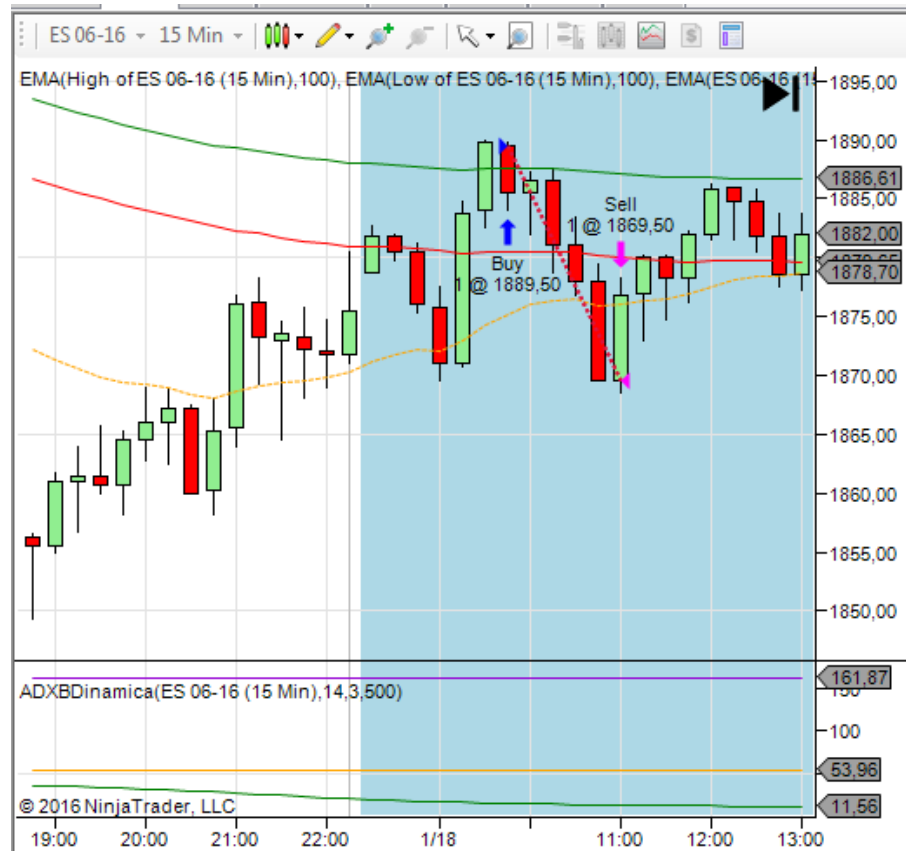 ES 06-16 15 Min
EMA(High of ES 06-16 (15 Min),100), EMA(Low of ES 06-16 (15 Min),100), EMA(ES 06-16 (15
1895,00
1890,00
1886,61
1885,00
Sell
1 @ 1869,50
1882,00
Buy
1 @ 1889,50
1878,70
1875,00
1870,00
1865,00
1860,00
1855,00
1850,00
161,87
ADXBDinamica(ES 06-16 (15 Min),14,3,500)
150
100
53,96
© 2016 NinjaTrader, LLC
11,56
19:00 20:00 21:00 22:00 1/18 11:00 12:00 13:00